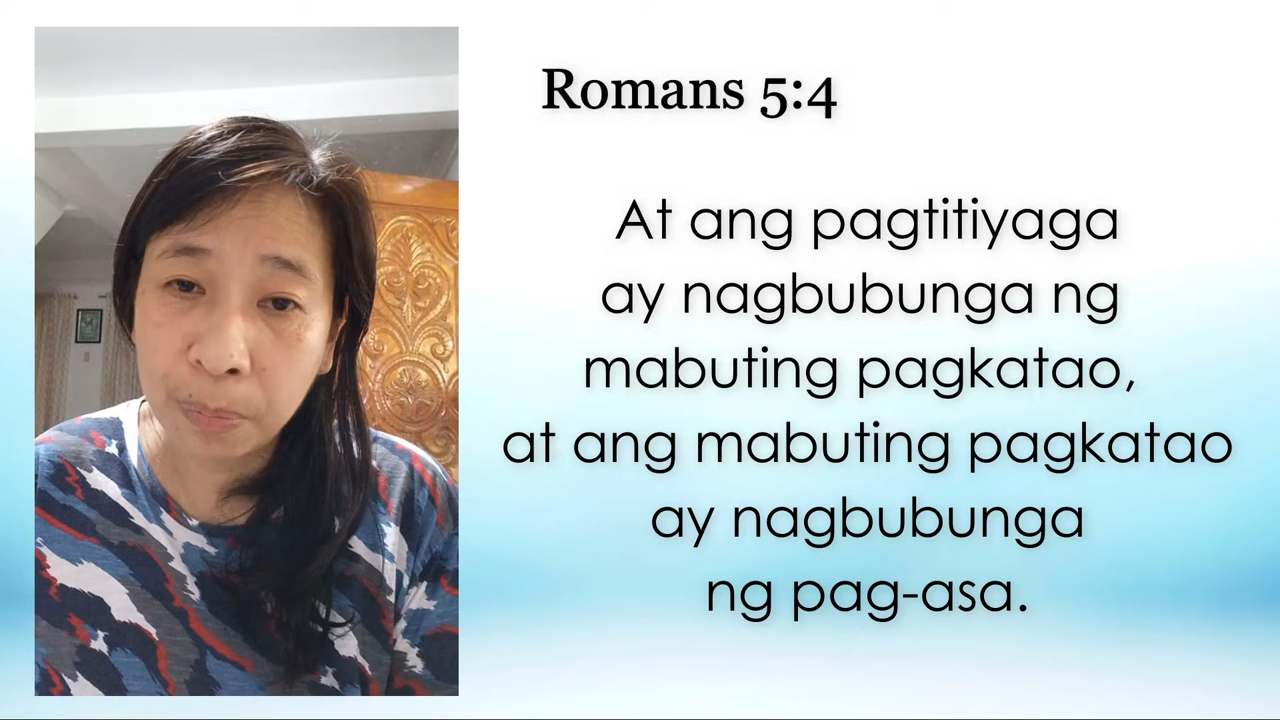 Romans 5:4
At ang pagtitiyaga
ay nagbubunga ng
mabuting pagkatao,
at ang mabuting pagkatao
ay nagbubunga
ng pag-asa.